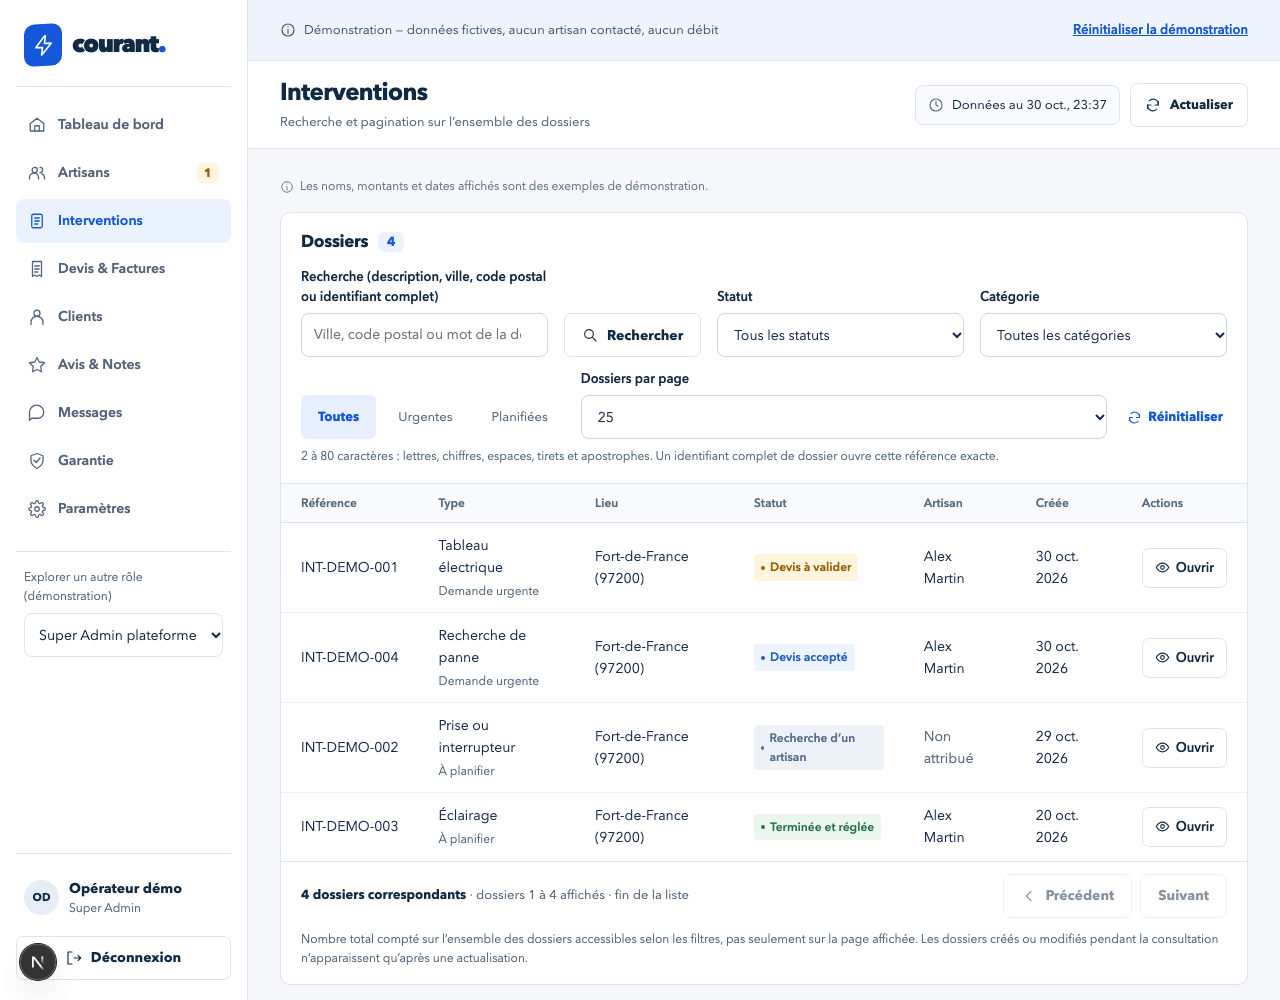 courant.
Tableau de bord
Artisans 1
Interventions
Devis & Factures
Clients
Avis & Notes
Messages
Garantie
Paramètres
Explorer un autre rôle
(démonstration)
Super Admin plateforme
OD
Opérateur démo
Super Admin
N
Déconnexion
Démonstration – données fictives, aucun artisan contacté, aucun débit
Réinitialiser la démonstration
Interventions
Recherche et pagination sur l’ensemble des dossiers
Données au 30 oct., 23:37
Actualiser
Les noms, montants et dates affichés sont des exemples de démonstration.
Dossiers 4
Recherche (description, ville, code postal
ou identifiant complet)
Ville, code postal ou mot de la de
Rechercher
Statut
Tous les statuts
Catégorie
Toutes les catégories
Toutes
Urgentes
Planifiées
Dossiers par page
25
Réinitialiser
2 à 80 caractères : lettres, chiffres, espaces, tirets et apostrophes. Un identifiant complet de dossier ouvre cette référence exacte.
Référence Type Lieu Statut Artisan Créée Actions
INT-DEMO-001
Tableau
électrique
Demande urgente
Fort-de-France
(97200)
Devis à valider
Alex
Martin
30 oct.
2026
Ouvrir
INT-DEMO-004
Recherche de
panne
Demande urgente
Fort-de-France
(97200)
Devis accepté
Alex
Martin
30 oct.
2026
Ouvrir
INT-DEMO-002
Prise ou
interrupteur
À planifier
Fort-de-France
(97200)
Recherche d’un
artisan
Non
attribué
29 oct.
2026
Ouvrir
INT-DEMO-003
Éclairage
À planifier
Fort-de-France
(97200)
Terminée et réglée
Alex
Martin
20 oct.
2026
Ouvrir
4 dossiers correspondants · dossiers 1 à 4 affichés · fin de la liste
Précédent
Suivant
Nombre total compté sur l’ensemble des dossiers accessibles selon les filtres, pas seulement sur la page affichée. Les dossiers créés ou modifiés pendant la consultation
n’apparaissent qu’après une actualisation.